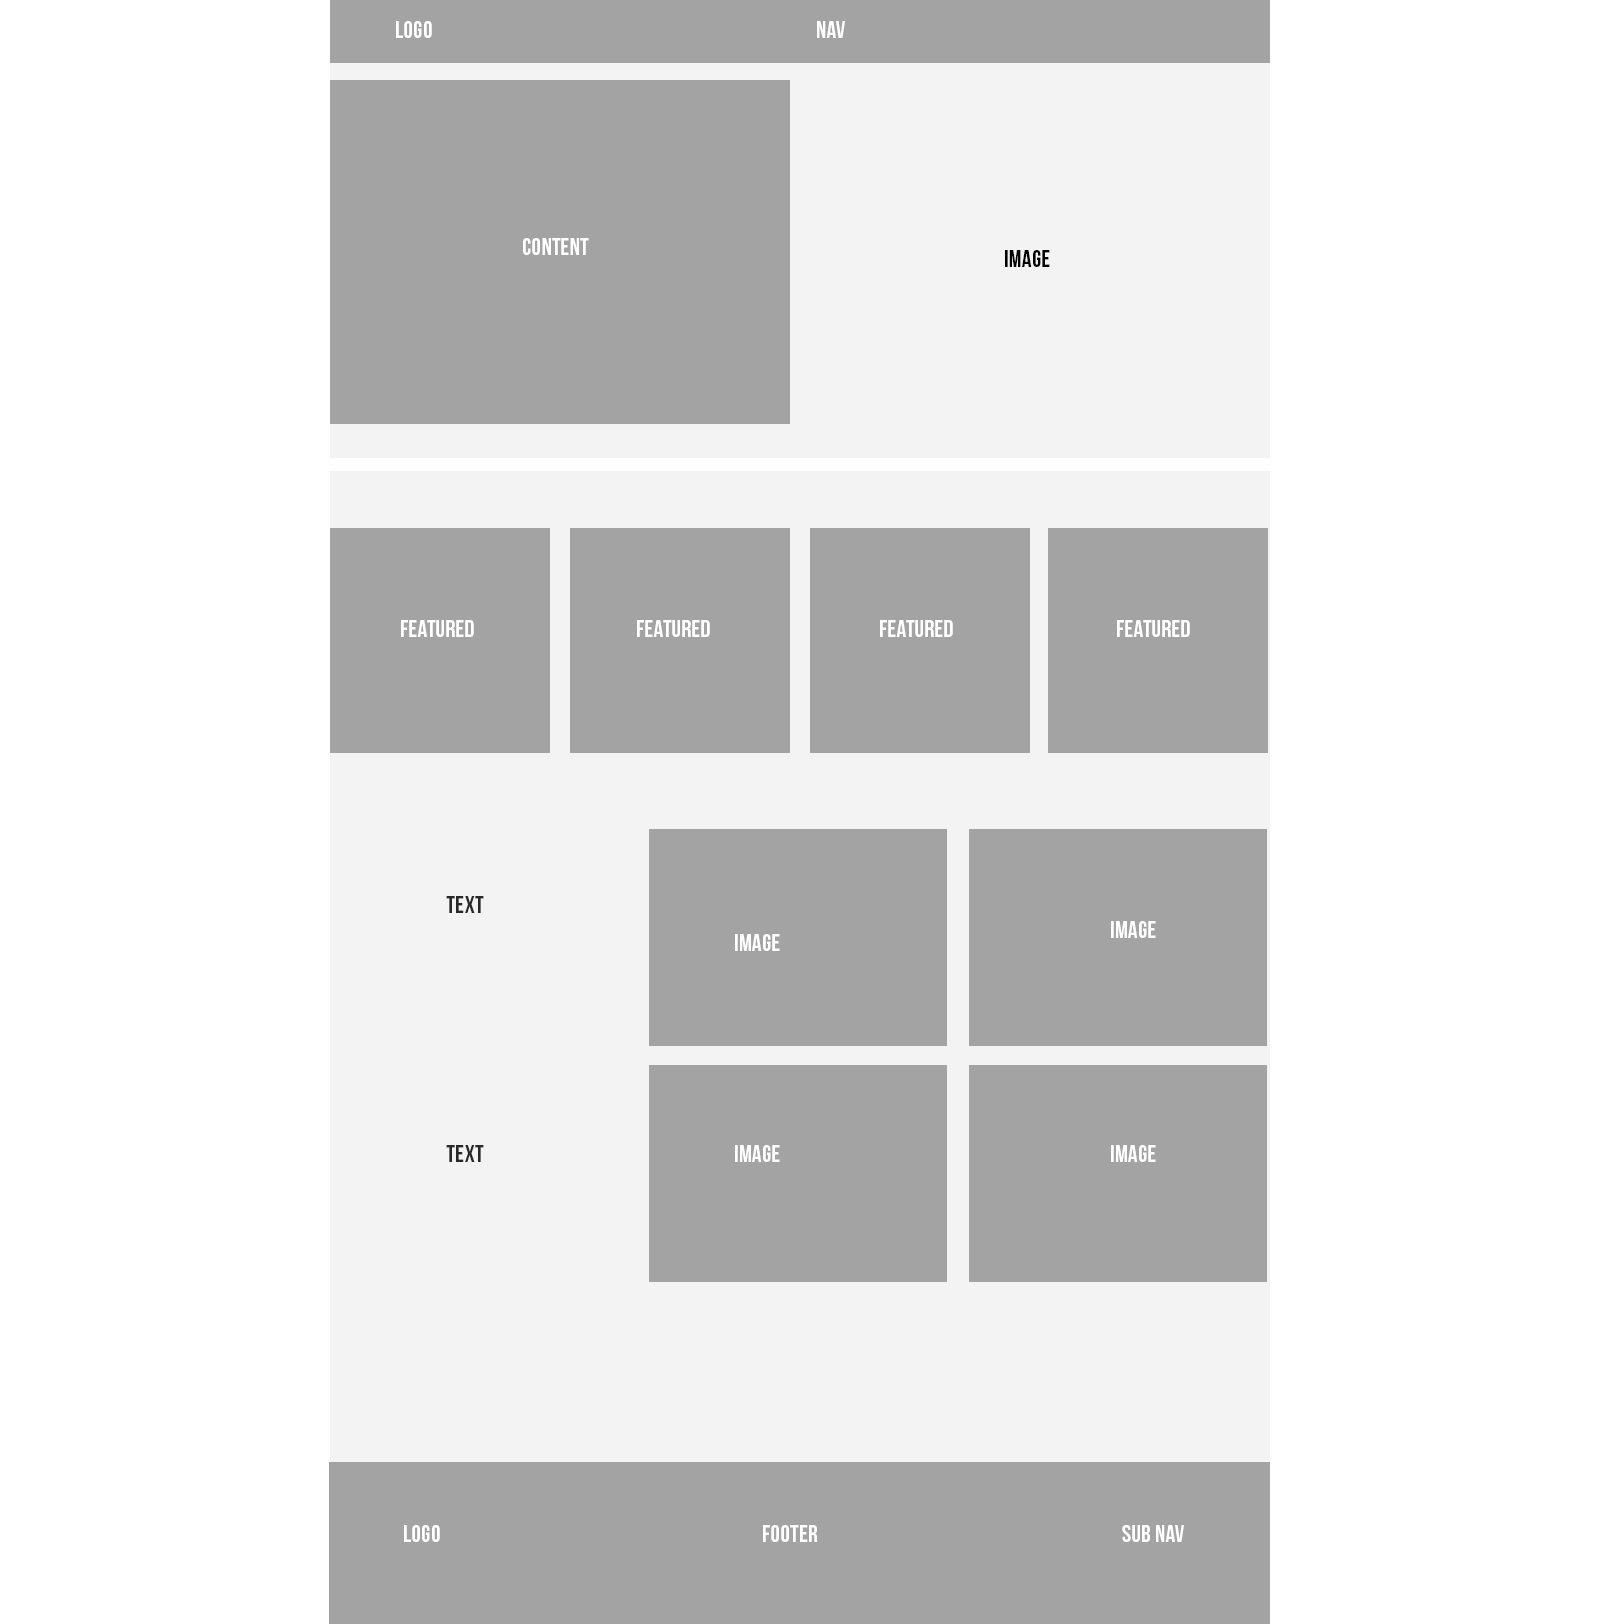 LOGO
NAV
CONTENT
IMAGE
FEATURED
FEATURED
FEATURED
FEATURED
TEXT
IMAGE
IMAGE
TEXT
IMAGE
IMAGE
LOGO
FOOTER
SUB NAV